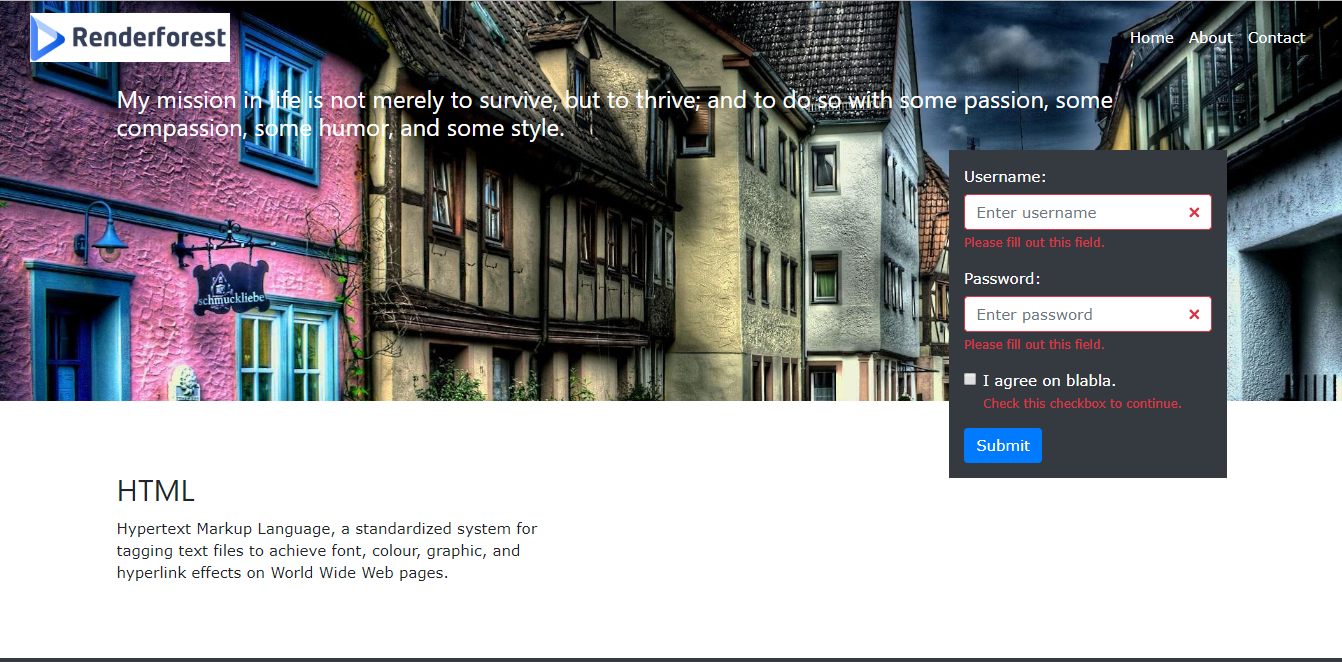 Renderforest
Home About Contact
My mission in life is not merely to survive, but to thrive; and to do so with some passion, some
compassion, some humor, and some style.
schmuckliebe
Username:
Enter username
Please fill out this field.
Password:
Enter password
Please fill out this field.
I agree on blabla.
Check this checkbox to continue.
Submit
HTML
Hypertext Markup Language, a standardized system for
tagging text files to achieve font, colour, graphic, and
hyperlink effects on World Wide Web pages.